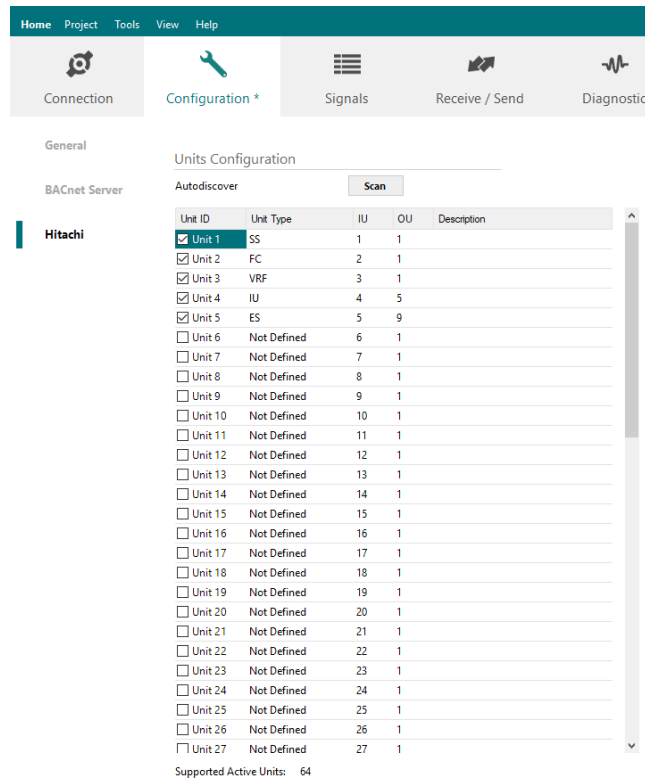 Home Project Tools View Help
Connection Configuration * Signals Receive / Send Diagnostic
General
BACnet Server
Hitachi
Units Configuration
Autodiscover Scan
Unit ID Unit Type IU OU Description
Unit 1 SS 1 1
Unit 2 FC 2 1
Unit 3 VRF 3 1
Unit 4 IU 4 5
Unit 5 ES 5 9
Unit 6 Not Defined 6 1
Unit 7 Not Defined 7 1
Unit 8 Not Defined 8 1
Unit 9 Not Defined 9 1
Unit 10 Not Defined 10 1
Unit 11 Not Defined 11 1
Unit 12 Not Defined 12 1
Unit 13 Not Defined 13 1
Unit 14 Not Defined 14 1
Unit 15 Not Defined 15 1
Unit 16 Not Defined 16 1
Unit 17 Not Defined 17 1
Unit 18 Not Defined 18 1
Unit 19 Not Defined 19 1
Unit 20 Not Defined 20 1
Unit 21 Not Defined 21 1
Unit 22 Not Defined 22 1
Unit 23 Not Defined 23 1
Unit 24 Not Defined 24 1
Unit 25 Not Defined 25 1
Unit 26 Not Defined 26 1
Unit 27 Not Defined 27 1
Supported Active Units: 64